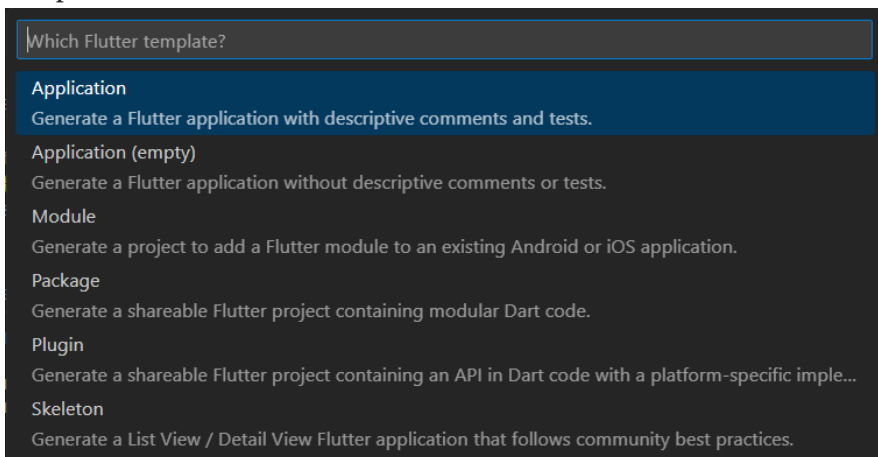 Which Flutter template?
Application
Generate a Flutter application with descriptive comments and tests.
Application (empty)
Generate a Flutter application without descriptive comments or tests.
Module
Generate a project to add a Flutter module to an existing Android or iOS application.
Package
Generate a shareable Flutter project containing modular Dart code.
Plugin
Generate a shareable Flutter project containing an API in Dart code with a platform-specific imple...
Skeleton
Generate a List View / Detail View Flutter application that follows community best practices.